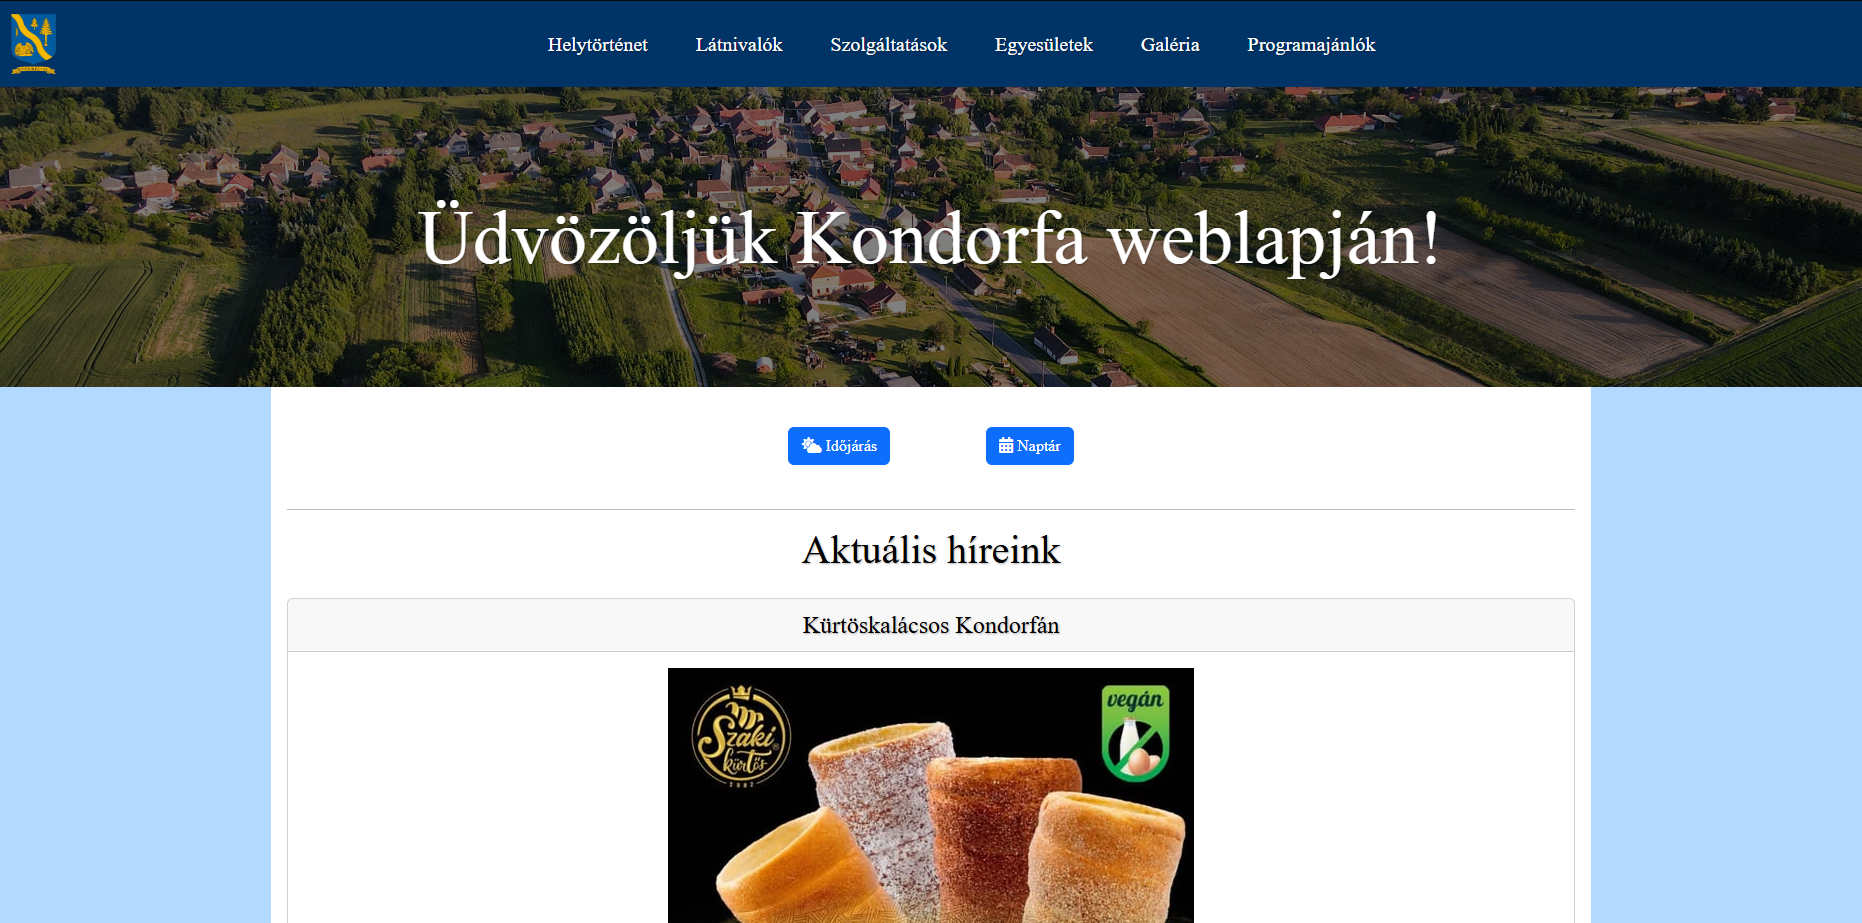 Helytörténet Látnivalók Szolgáltatások Egyesületek Galéria Programajánlók
Üdvözöljük Kondorfa weblapján!
Időjárás Naptár
Aktuális híreink
Kürtöskalácsos Kondorfán
Szaki
kürtős
vegán